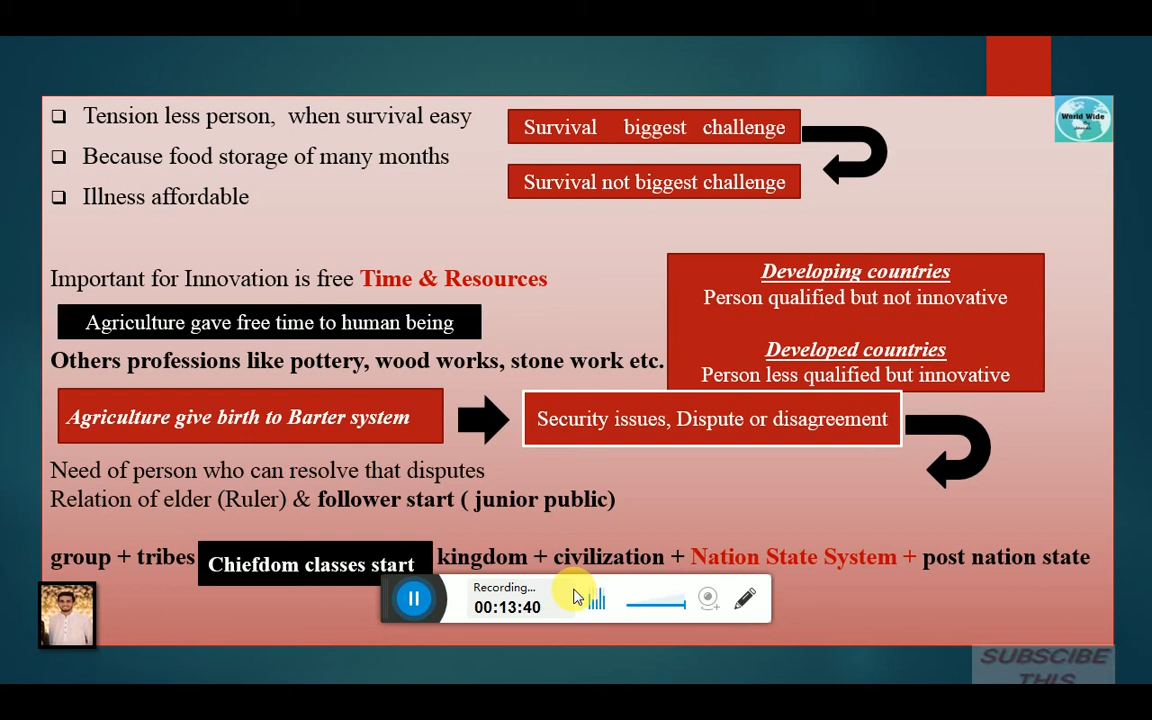 Tension less person, when survival easy
Because food storage of many months
Illness affordable
Survival biggest challenge
Survival not biggest challenge
World Wide
Important for Innovation is free Time & Resources
Agriculture gave free time to human being
Others professions like pottery, wood works, stone work etc.
Developing countries
Person qualified but not innovative
Developed countries
Person less qualified but innovative
Agriculture give birth to Barter system
Security issues, Dispute or disagreement
Need of person who can resolve that disputes
Relation of elder (Ruler) & follower start ( junior public)
group + tribes Chiefdom classes start kingdom + civilization + Nation State System + post nation state
Recording...
00:13:40
SUBSCIBE
THIS